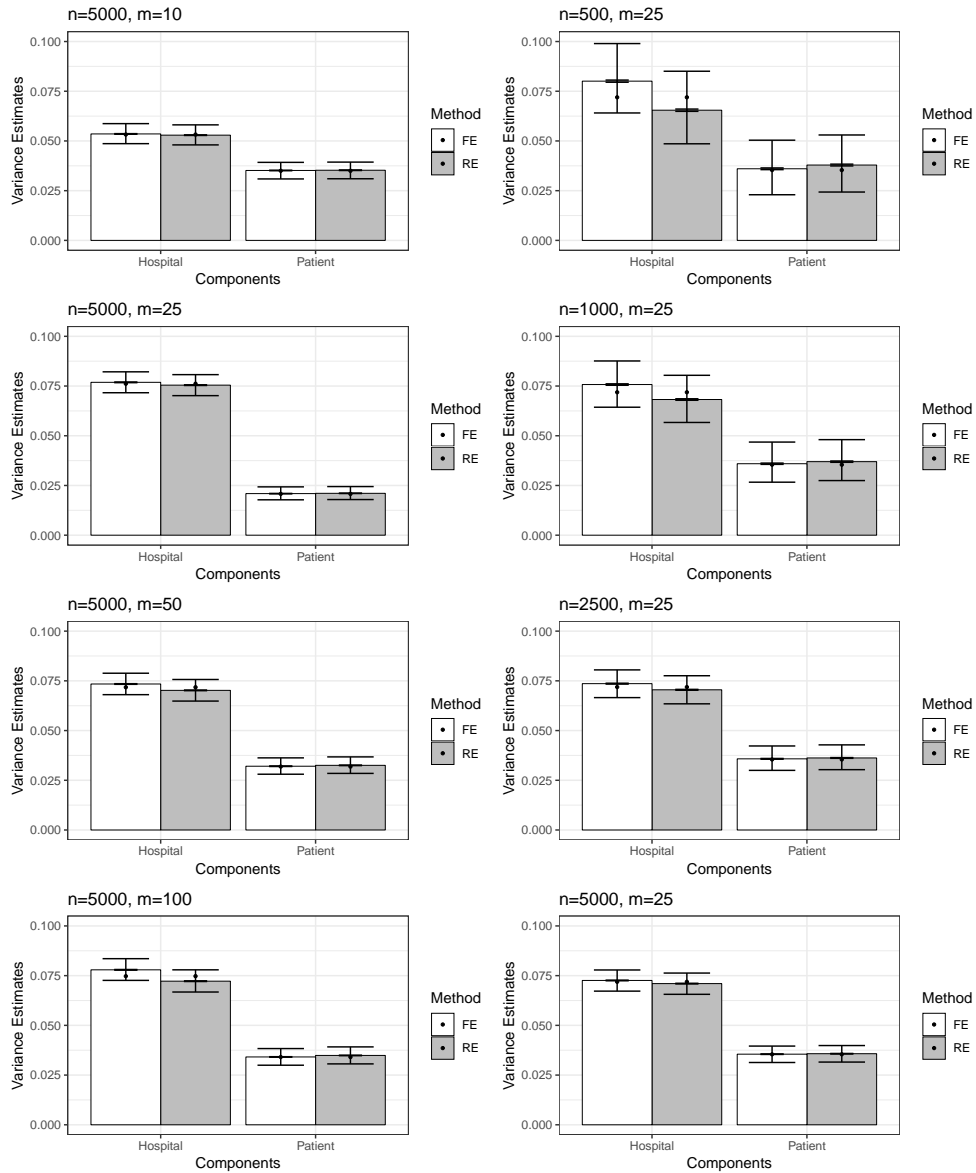 n=5000, m=10
Variance Estimates
0.100
0.075
0.050
0.025
0.000
Hospital
Patient
Components
Method
FE
RE
n=500, m=25
Variance Estimates
0.100
0.075
0.050
0.025
0.000
Hospital
Patient
Components
Method
FE
RE
n=5000, m=25
Variance Estimates
0.100
0.075
0.050
0.025
0.000
Hospital
Patient
Components
Method
FE
RE
n=1000, m=25
Variance Estimates
0.100
0.075
0.050
0.025
0.000
Hospital
Patient
Components
Method
FE
RE
n=5000, m=50
Variance Estimates
0.100
0.075
0.050
0.025
0.000
Hospital
Patient
Components
Method
FE
RE
n=2500, m=25
Variance Estimates
0.100
0.075
0.050
0.025
0.000
Hospital
Patient
Components
Method
FE
RE
n=5000, m=100
Variance Estimates
0.100
0.075
0.050
0.025
0.000
Hospital
Patient
Components
Method
FE
RE
n=5000, m=25
Variance Estimates
0.100
0.075
0.050
0.025
0.000
Hospital
Patient
Components
Method
FE
RE